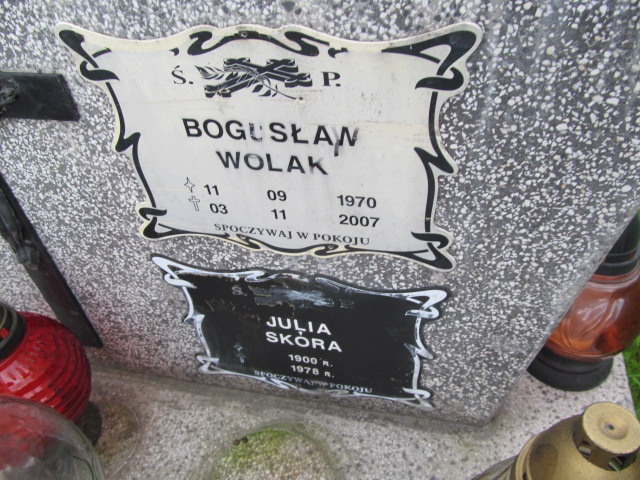 Ś. P.
BOGUSŁAW
WOLAK
11 09 1970
03 11 2007
SPOCZYWAJ W POKOJU
JULIA
SKÓRA
1900 R.
1978 R.
SPOCZYWAJ W POKOJU